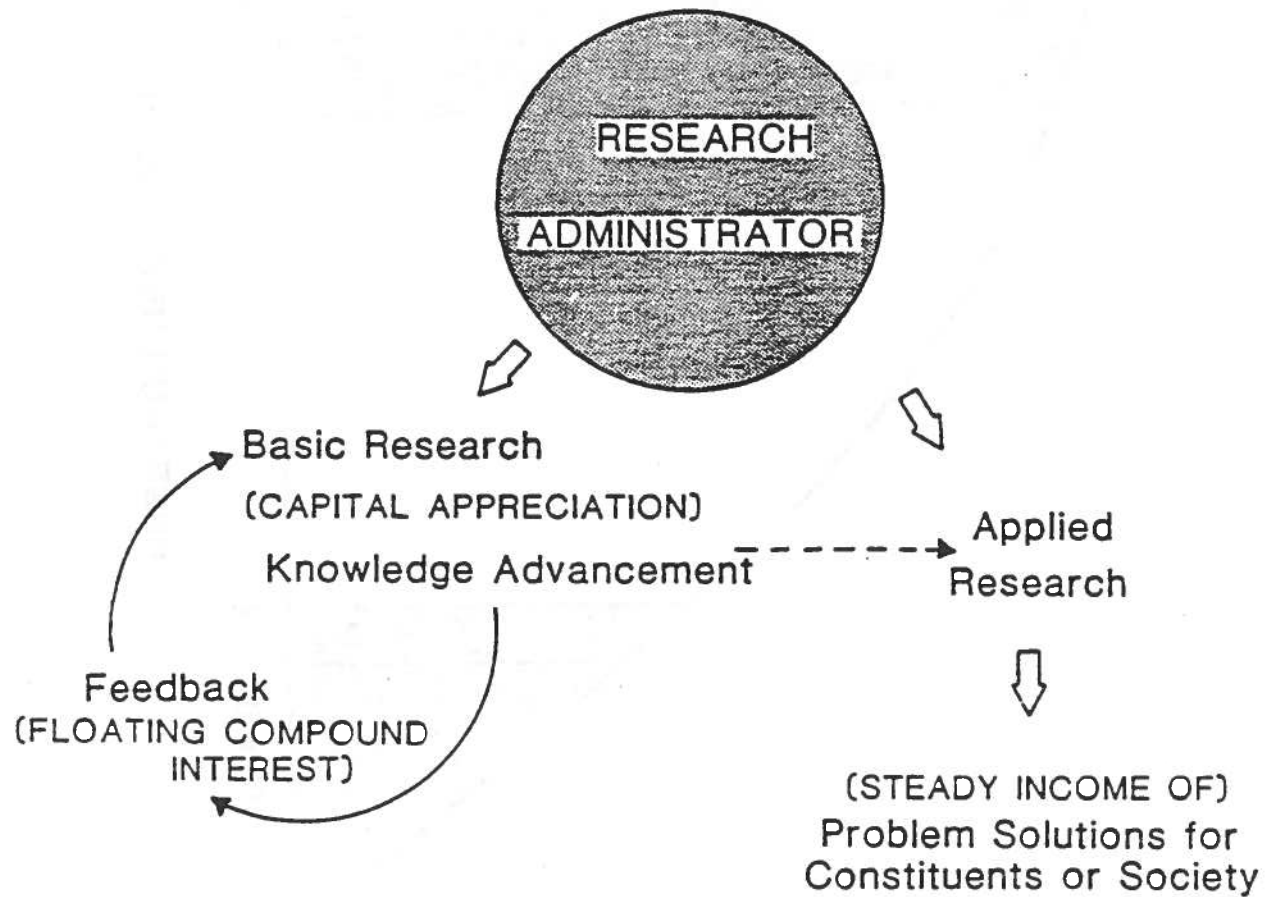 RESEARCH
ADMINISTRATOR
Basic Research
(CAPITAL APPRECIATION)
Knowledge Advancement
Feedback
(FLOATING COMPOUND
INTEREST)
Applied
Research
(STEADY INCOME OF)
Problem Solutions for
Constituents or Society